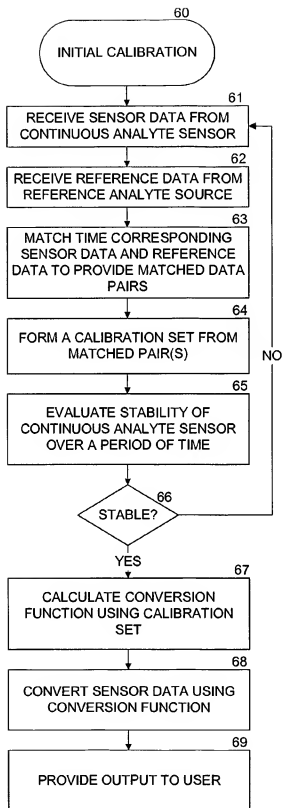 60
INITIAL CALIBRATION
61
RECEIVE SENSOR DATA FROM
CONTINUOUS ANALYTE SENSOR
62
RECEIVE REFERENCE DATA FROM
REFERENCE ANALYTE SOURCE
63
MATCH TIME CORRESPONDING
SENSOR DATA AND REFERENCE
DATA TO PROVIDE MATCHED DATA
PAIRS
64
FORM A CALIBRATION SET FROM
MATCHED PAIR(S)
NO
65
EVALUATE STABILITY OF
CONTINUOUS ANALYTE SENSOR
OVER A PERIOD OF TIME
66
STABLE?
YES
67
CALCULATE CONVERSION
FUNCTION USING CALIBRATION
SET
68
CONVERT SENSOR DATA USING
CONVERSION FUNCTION
69
PROVIDE OUTPUT TO USER